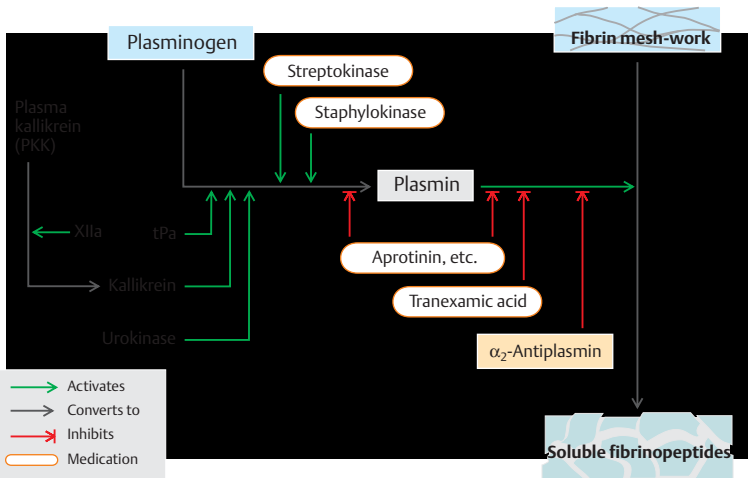 Plasminogen
Fibrin mesh-work
Streptokinase
Staphylokinase
Plasma
kallikrein
(PKK)
Plasmin
XIIa
tPa
Aprotinin, etc.
Kallikrein
Tranexamic acid
Urokinase
α₂-Antiplasmin
Activates
Converts to
Inhibits
Medication
Soluble fibrinopeptides